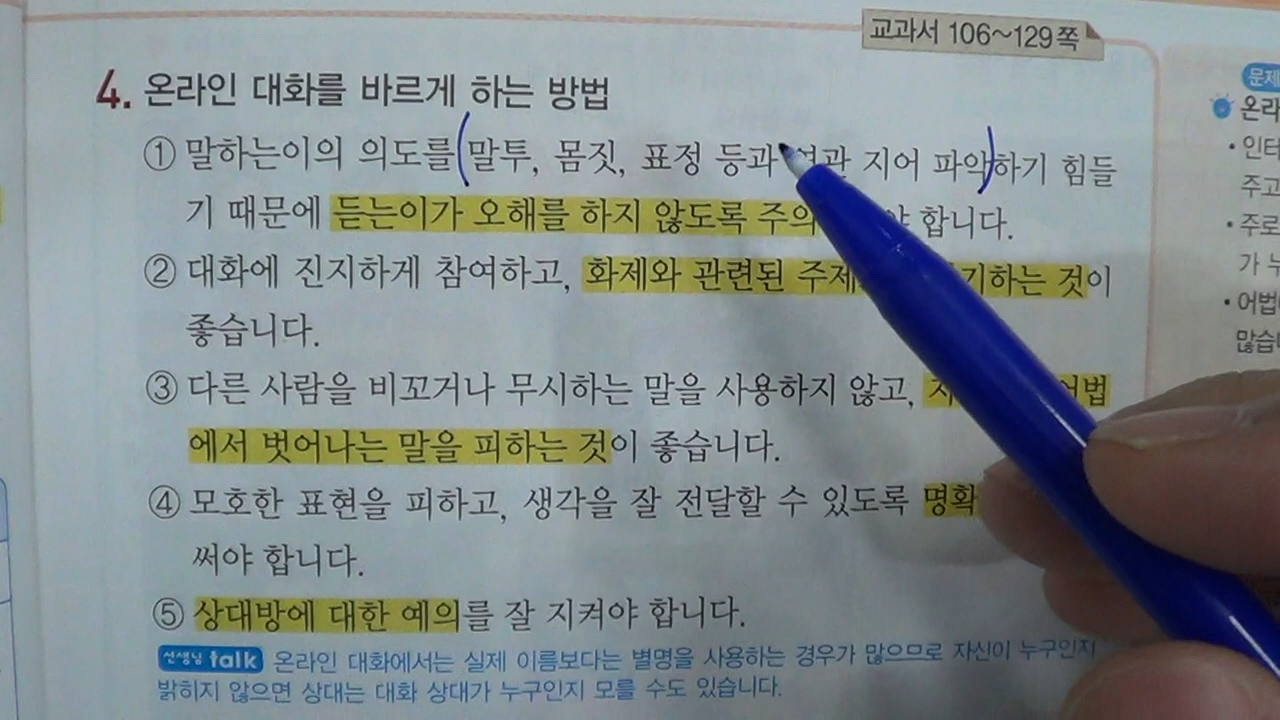 교과서 106~129쪽
4. 온라인 대화를 바르게 하는 방법
① 말하는이의 의도를 말투, 몸짓, 표정 등과 연관 지어 파악하기 힘들
기 때문에 듣는이가 오해를 하지 않도록 주의 합니다.
② 대화에 진지하게 참여하고, 화제와 관련된 주제 기하는 것이
좋습니다.
③ 다른 사람을 비꼬거나 무시하는 말을 사용하지 않고, 어법
에서 벗어나는 말을 피하는 것이 좋습니다.
④ 모호한 표현을 피하고, 생각을 잘 전달할 수 있도록 명확
써야 합니다.
⑤ 상대방에 대한 예의를 잘 지켜야 합니다.
선생님 talk 온라인 대화에서는 실제 이름보다는 별명을 사용하는 경우가 많으므로 자신이 누구인지
밝히지 않으면 상대는 대화 상대가 누구인지 모를 수도 있습니다.
문제
온라
• 인터
주고
• 주로
가 누
• 어법
많습니